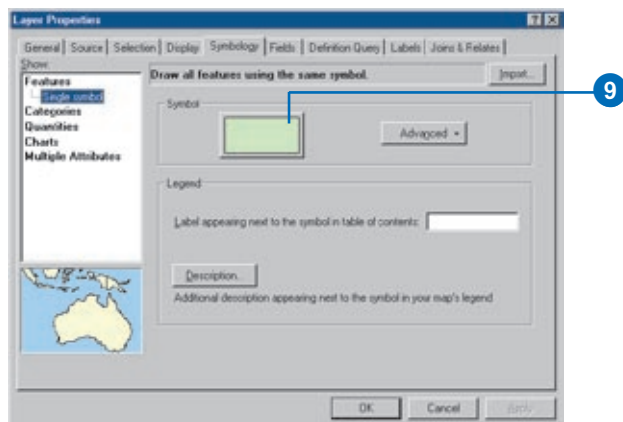 Layer Properties
General Source Selection Display Symbology Fields Definition Query Labels Joins & Relates
Show:
Features
Single symbol
Categories
Quantities
Charts
Multiple Attributes
Draw all features using the same symbol.
Import...
Symbol
Advanced
9
Legend
Label appearing next to the symbol in table of contents:
Description...
Additional description appearing next to the symbol in your map's legend
OK Cancel Apply